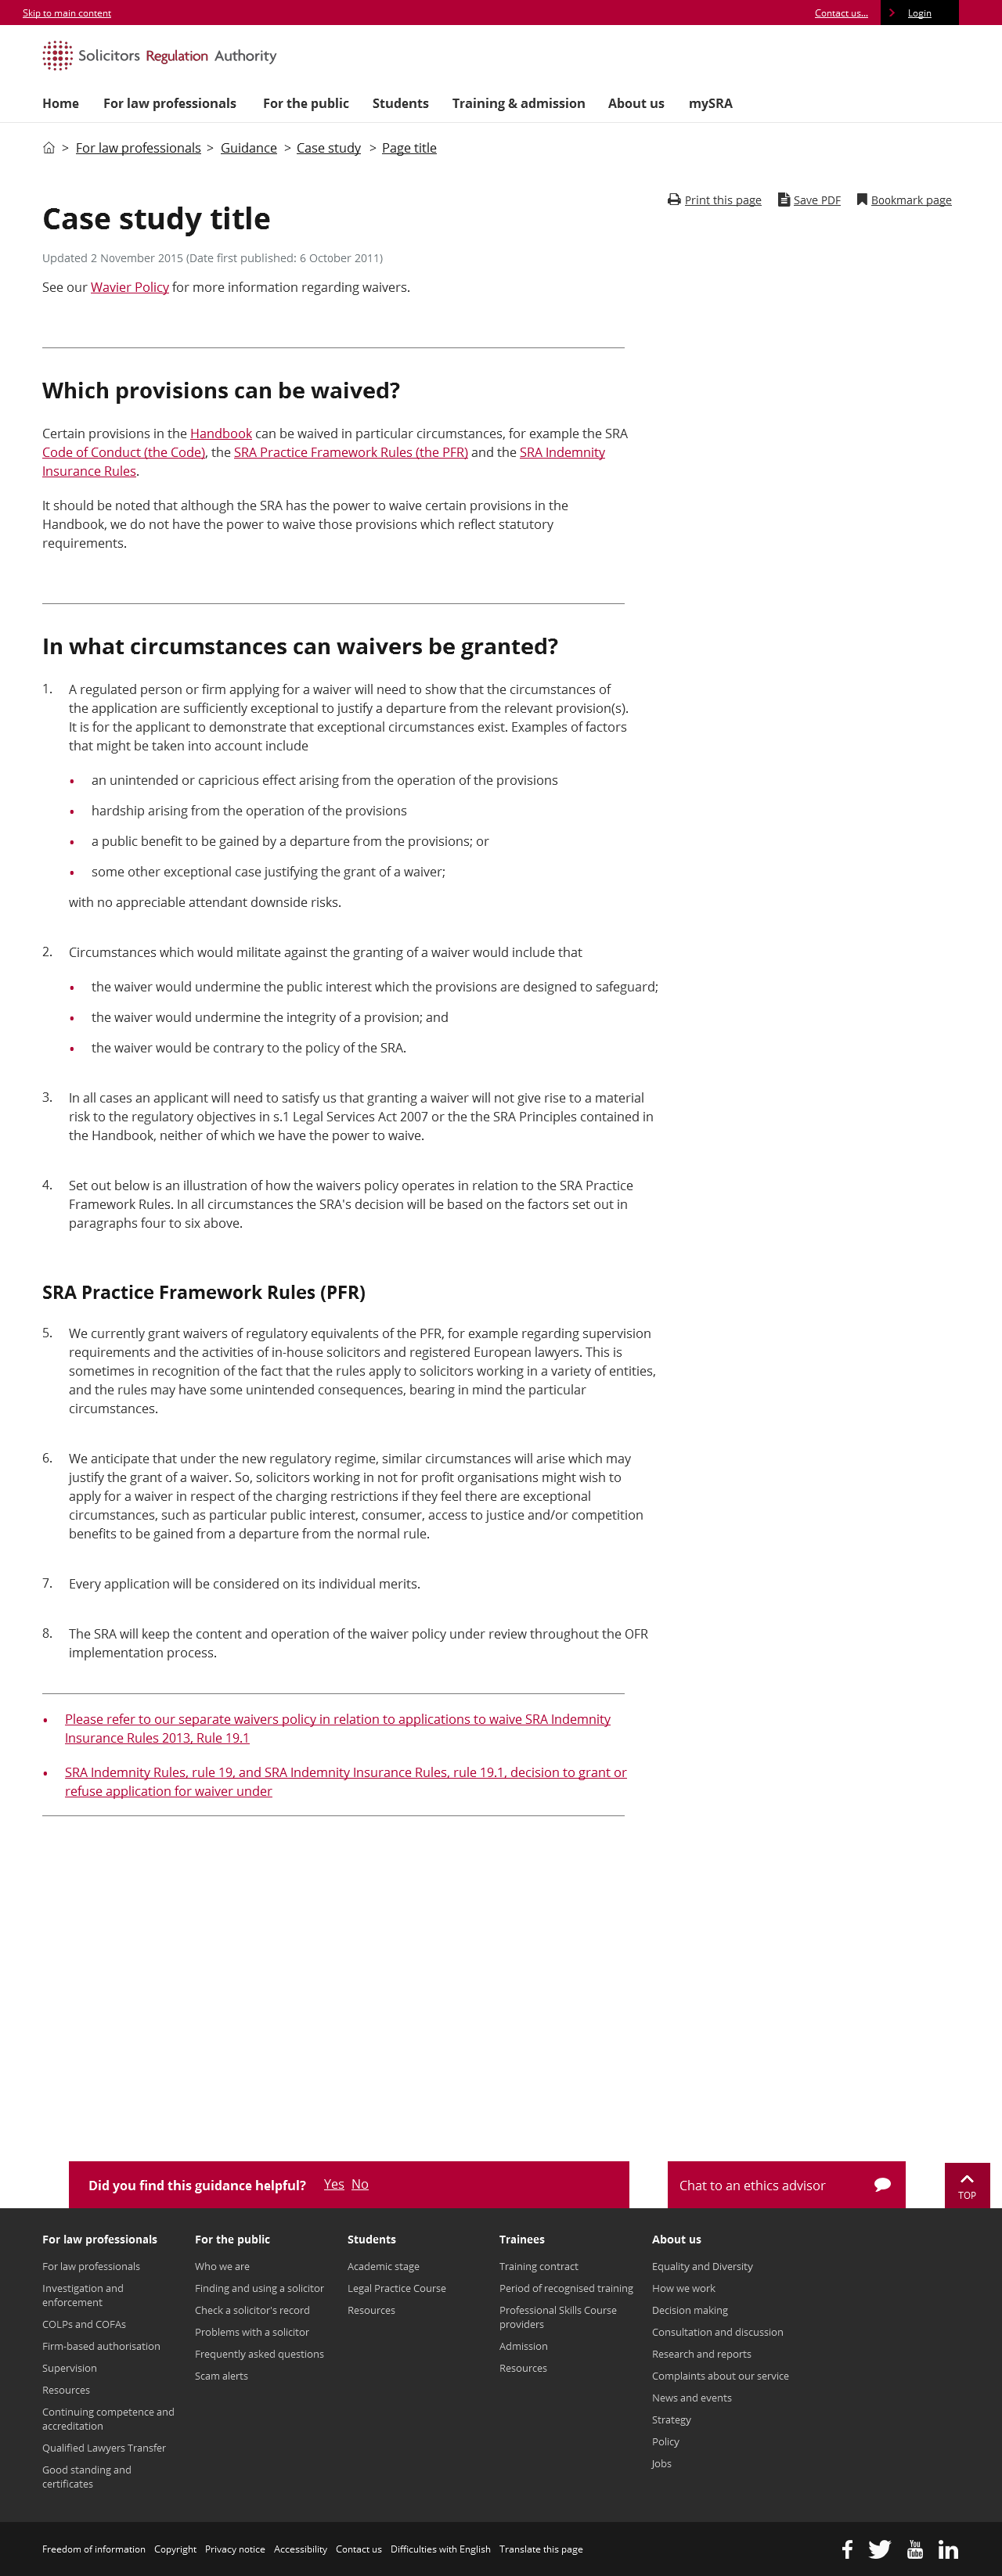 Skip to main content
Contact us...
Login
Solicitors Regulation Authority
Home For law professionals For the public Students Training & admission About us mySRA
> For law professionals > Guidance > Case study > Page title
Print this page Save PDF Bookmark page
Case study title
Updated 2 November 2015 (Date first published: 6 October 2011)
See our Wavier Policy for more information regarding waivers.
Which provisions can be waived?
Certain provisions in the Handbook can be waived in particular circumstances, for example the SRA
Code of Conduct (the Code), the SRA Practice Framework Rules (the PFR) and the SRA Indemnity
Insurance Rules.
It should be noted that although the SRA has the power to waive certain provisions in the
Handbook, we do not have the power to waive those provisions which reflect statutory
requirements.
In what circumstances can waivers be granted?
1. A regulated person or firm applying for a waiver will need to show that the circumstances of
the application are sufficiently exceptional to justify a departure from the relevant provision(s).
It is for the applicant to demonstrate that exceptional circumstances exist. Examples of factors
that might be taken into account include
• an unintended or capricious effect arising from the operation of the provisions
• hardship arising from the operation of the provisions
• a public benefit to be gained by a departure from the provisions; or
• some other exceptional case justifying the grant of a waiver;
with no appreciable attendant downside risks.
2. Circumstances which would militate against the granting of a waiver would include that
• the waiver would undermine the public interest which the provisions are designed to safeguard;
• the waiver would undermine the integrity of a provision; and
• the waiver would be contrary to the policy of the SRA.
3. In all cases an applicant will need to satisfy us that granting a waiver will not give rise to a material
risk to the regulatory objectives in s.1 Legal Services Act 2007 or the the SRA Principles contained in
the Handbook, neither of which we have the power to waive.
4. Set out below is an illustration of how the waivers policy operates in relation to the SRA Practice
Framework Rules. In all circumstances the SRA's decision will be based on the factors set out in
paragraphs four to six above.
SRA Practice Framework Rules (PFR)
5. We currently grant waivers of regulatory equivalents of the PFR, for example regarding supervision
requirements and the activities of in-house solicitors and registered European lawyers. This is
sometimes in recognition of the fact that the rules apply to solicitors working in a variety of entities,
and the rules may have some unintended consequences, bearing in mind the particular
circumstances.
6. We anticipate that under the new regulatory regime, similar circumstances will arise which may
justify the grant of a waiver. So, solicitors working in not for profit organisations might wish to
apply for a waiver in respect of the charging restrictions if they feel there are exceptional
circumstances, such as particular public interest, consumer, access to justice and/or competition
benefits to be gained from a departure from the normal rule.
7. Every application will be considered on its individual merits.
8. The SRA will keep the content and operation of the waiver policy under review throughout the OFR
implementation process.
• Please refer to our separate waivers policy in relation to applications to waive SRA Indemnity
Insurance Rules 2013, Rule 19.1
• SRA Indemnity Rules, rule 19, and SRA Indemnity Insurance Rules, rule 19.1, decision to grant or
refuse application for waiver under
Did you find this guidance helpful? Yes No
Chat to an ethics advisor
TOP
For law professionals
For law professionals
Investigation and
enforcement
COLPs and COFAs
Firm-based authorisation
Supervision
Resources
Continuing competence and
accreditation
Qualified Lawyers Transfer
Good standing and
certificates
For the public
Who we are
Finding and using a solicitor
Check a solicitor's record
Problems with a solicitor
Frequently asked questions
Scam alerts
Students
Academic stage
Legal Practice Course
Resources
Trainees
Training contract
Period of recognised training
Professional Skills Course
providers
Admission
Resources
About us
Equality and Diversity
How we work
Decision making
Consultation and discussion
Research and reports
Complaints about our service
News and events
Strategy
Policy
Jobs
Freedom of information Copyright Privacy notice Accessibility Contact us Difficulties with English Translate this page
You
Tube
in